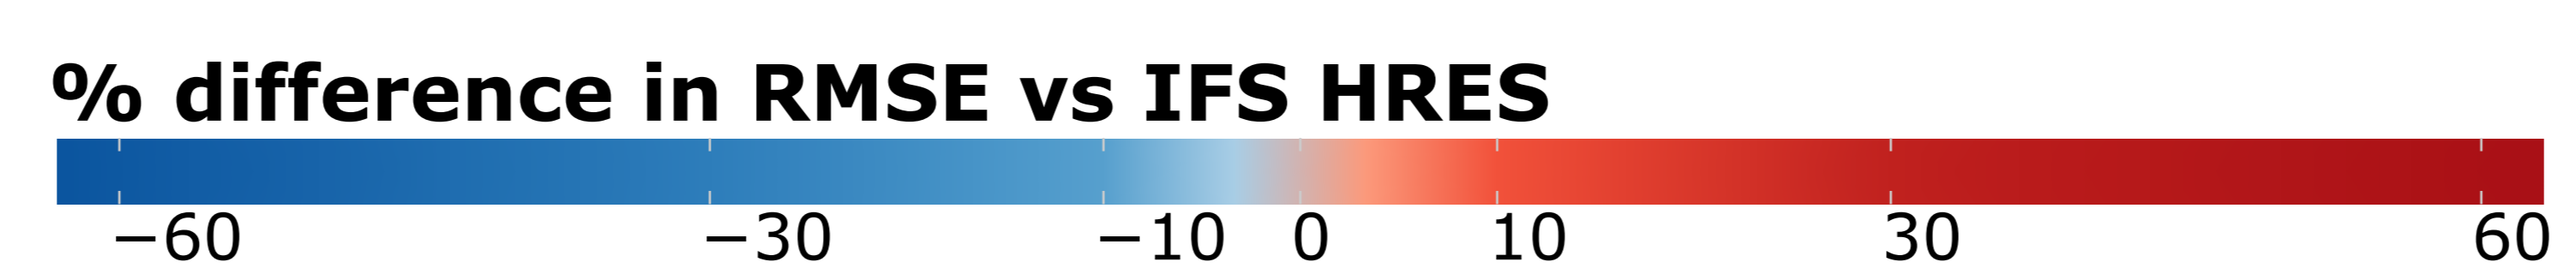 % difference in RMSE vs IFS HRES
−60 −30 −10 0 10 30 60